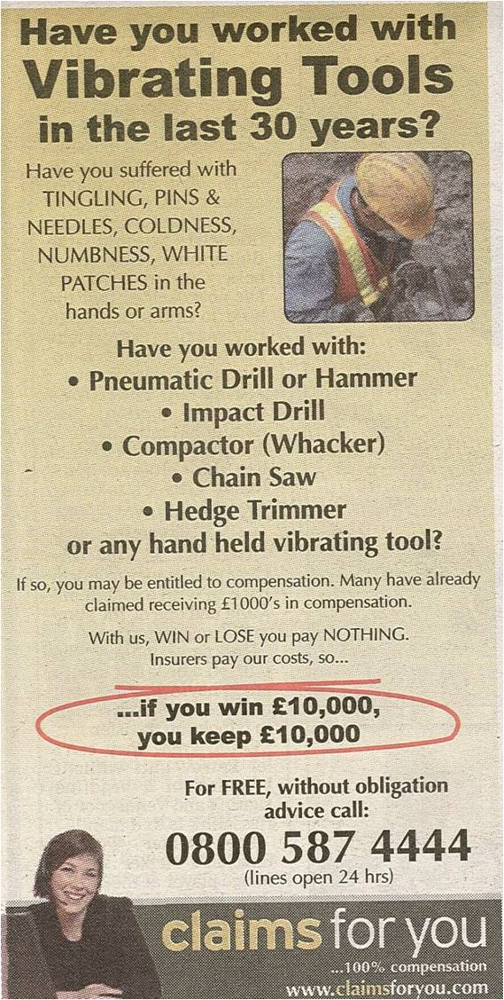 Have you worked with
Vibrating Tools
in the last 30 years?
Have you suffered with
TINGLING, PINS &
NEEDLES, COLDNESS,
NUMBNESS, WHITE
PATCHES in the
hands or arms?
Have you worked with:
• Pneumatic Drill or Hammer
• Impact Drill
• Compactor (Whacker)
• Chain Saw
• Hedge Trimmer
or any hand held vibrating tool?
If so, you may be entitled to compensation. Many have already
claimed receiving £1000's in compensation.
With us, WIN or LOSE you pay NOTHING.
Insurers pay our costs, so...
...if you win £10,000,
you keep £10,000
For FREE, without obligation
advice call:
0800 587 4444
(lines open 24 hrs)
claims for you
...100% compensation
www.claimsforyou.com